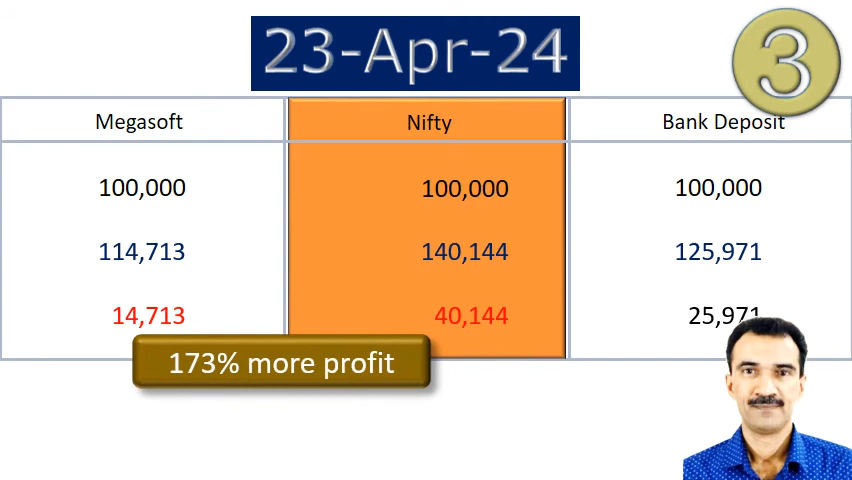 23-Apr-24
3
Megasoft Nifty Bank Deposit
100,000 100,000 100,000
114,713 140,144 125,971
14,713 40,144 25,971
173% more profit